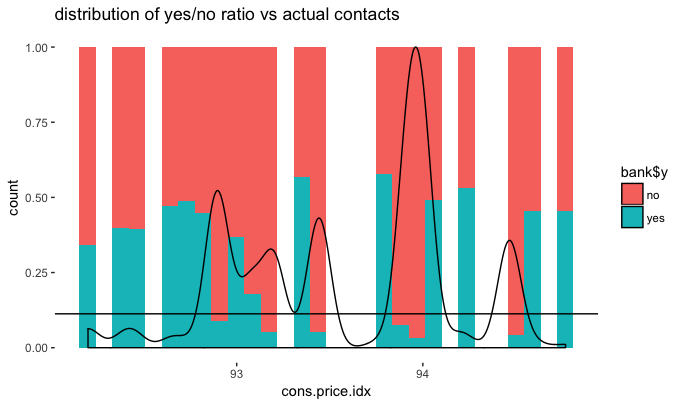 distribution of yes/no ratio vs actual contacts
1.00
0.75
0.50
0.25
0.00
count
93
94
cons.price.idx
bank$y
no
yes